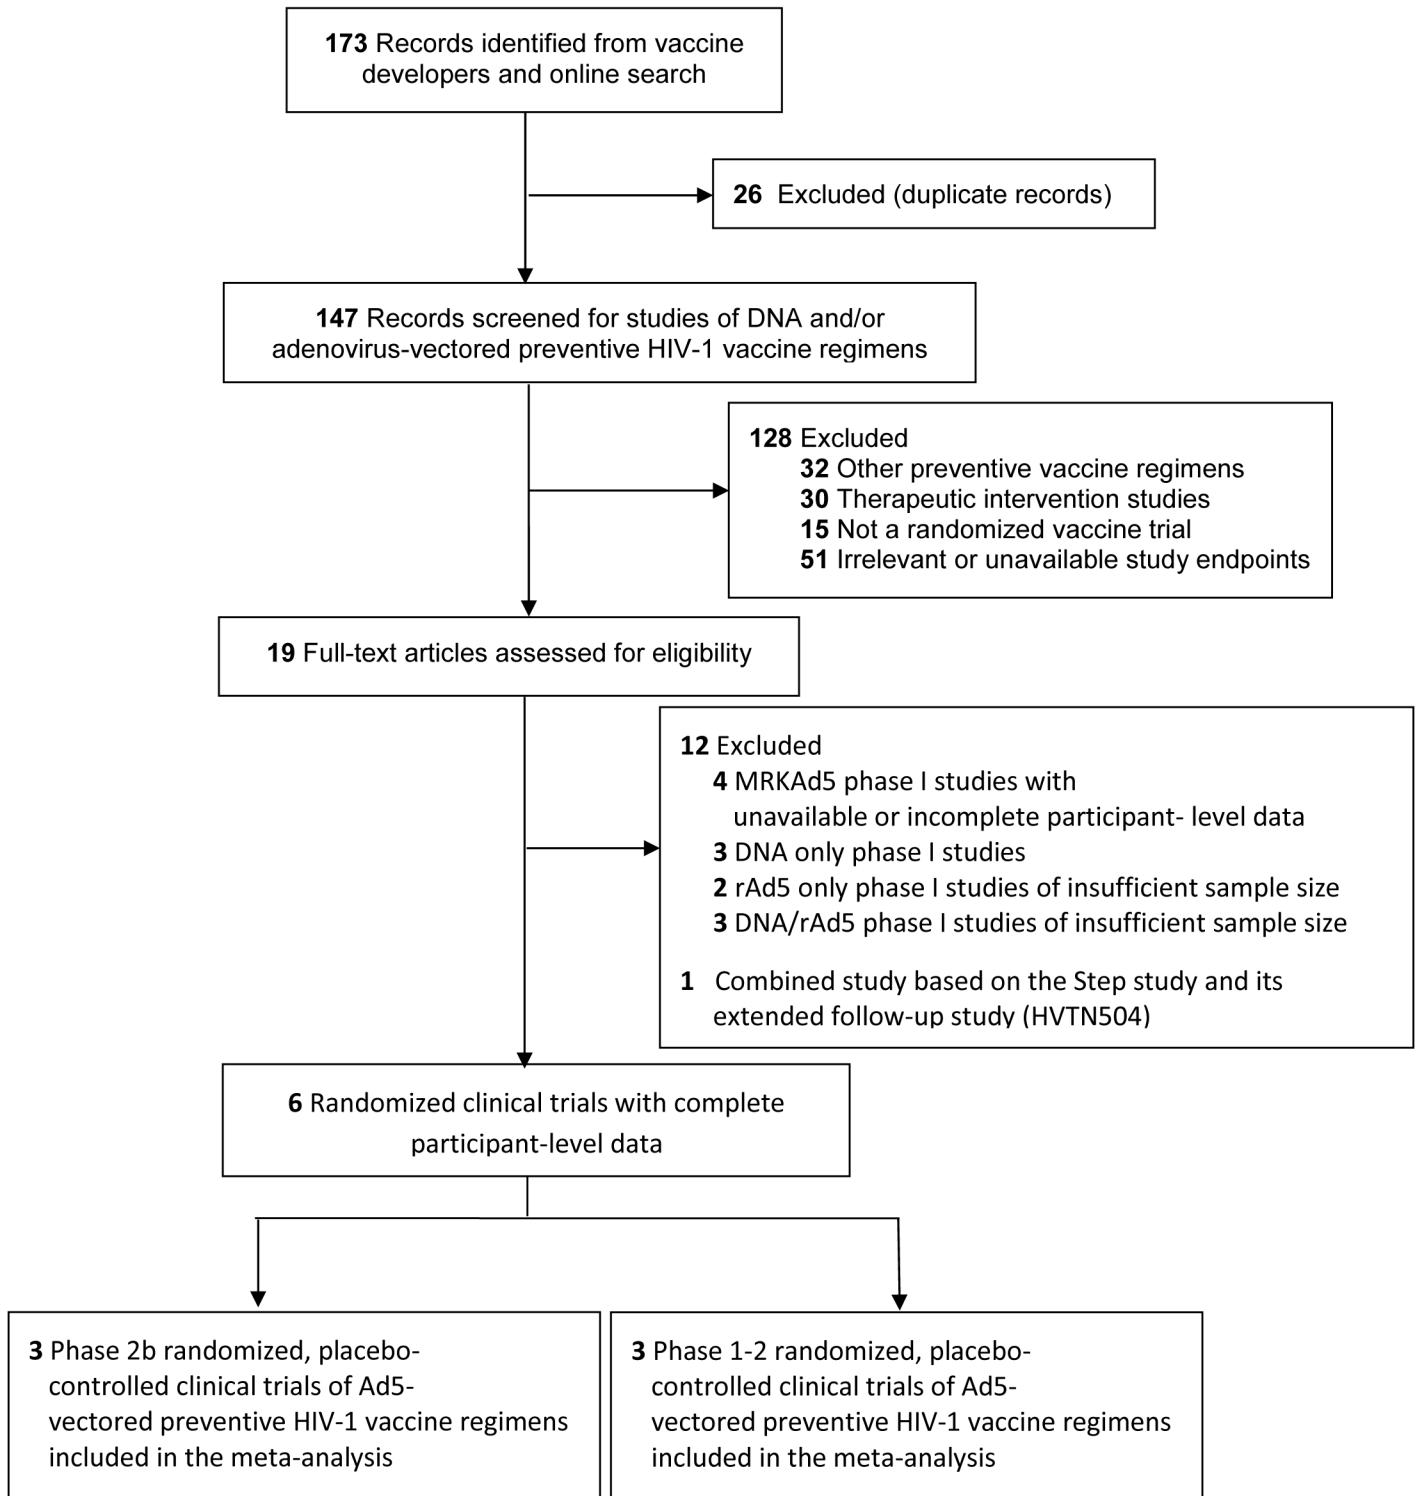 173 Records identified from vaccine
developers and online search
26 Excluded (duplicate records)
147 Records screened for studies of DNA and/or
adenovirus-vectored preventive HIV-1 vaccine regimens
128 Excluded
32 Other preventive vaccine regimens
30 Therapeutic intervention studies
15 Not a randomized vaccine trial
51 Irrelevant or unavailable study endpoints
19 Full-text articles assessed for eligibility
12 Excluded
4 MRKAd5 phase I studies with
unavailable or incomplete participant- level data
3 DNA only phase I studies
2 rAd5 only phase I studies of insufficient sample size
3 DNA/rAd5 phase I studies of insufficient sample size
1 Combined study based on the Step study and its
extended follow-up study (HVTN504)
6 Randomized clinical trials with complete
participant-level data
3 Phase 2b randomized, placebo-
controlled clinical trials of Ad5-
vectored preventive HIV-1 vaccine regimens
included in the meta-analysis
3 Phase 1-2 randomized, placebo-
controlled clinical trials of Ad5-
vectored preventive HIV-1 vaccine regimens
included in the meta-analysis